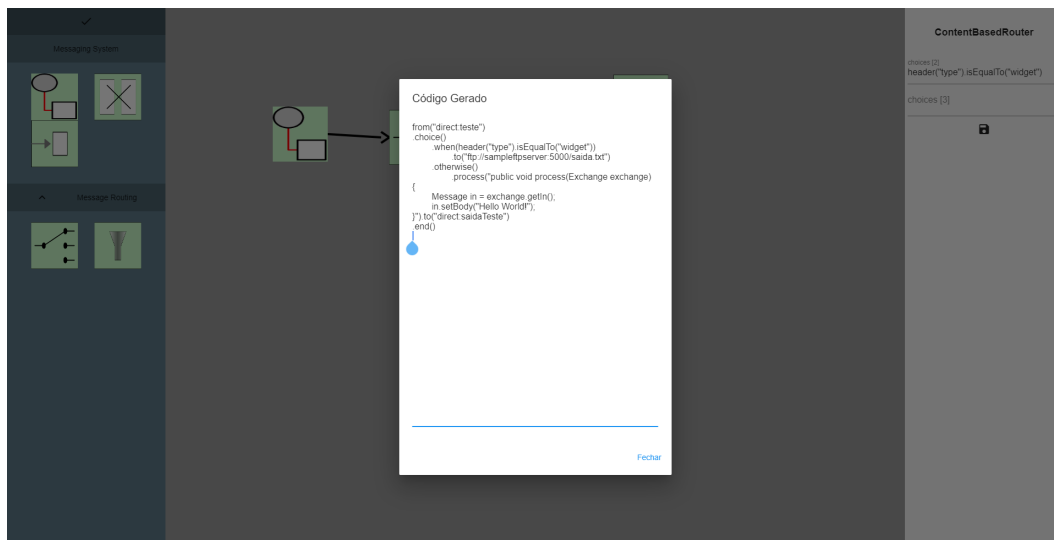 Messaging System
Message Routing
Código Gerado
from("direct:teste")
.choice()
.when(header("type").isEqualTo("widget"))
.to("ftp://sampleftpserver:5000/saida.txt")
.otherwise()
.process("public void process(Exchange exchange)
{
Message in = exchange.getIn();
in.setBody("Hello World!");
}").to("direct:saidaTeste")
.end()
Fechar
ContentBasedRouter
choices [2]
header("type").isEqualTo("widget")
choices [3]